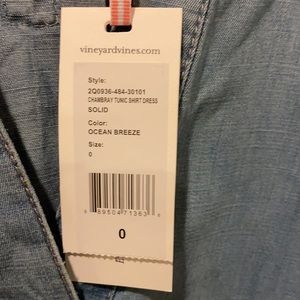 vineyardvines.com
Style:
2Q0936-484-30101
CHAMBRAY TUNIC SHIRT DRESS
SOLID
Color:
OCEAN BREEZE
Size:
0
0